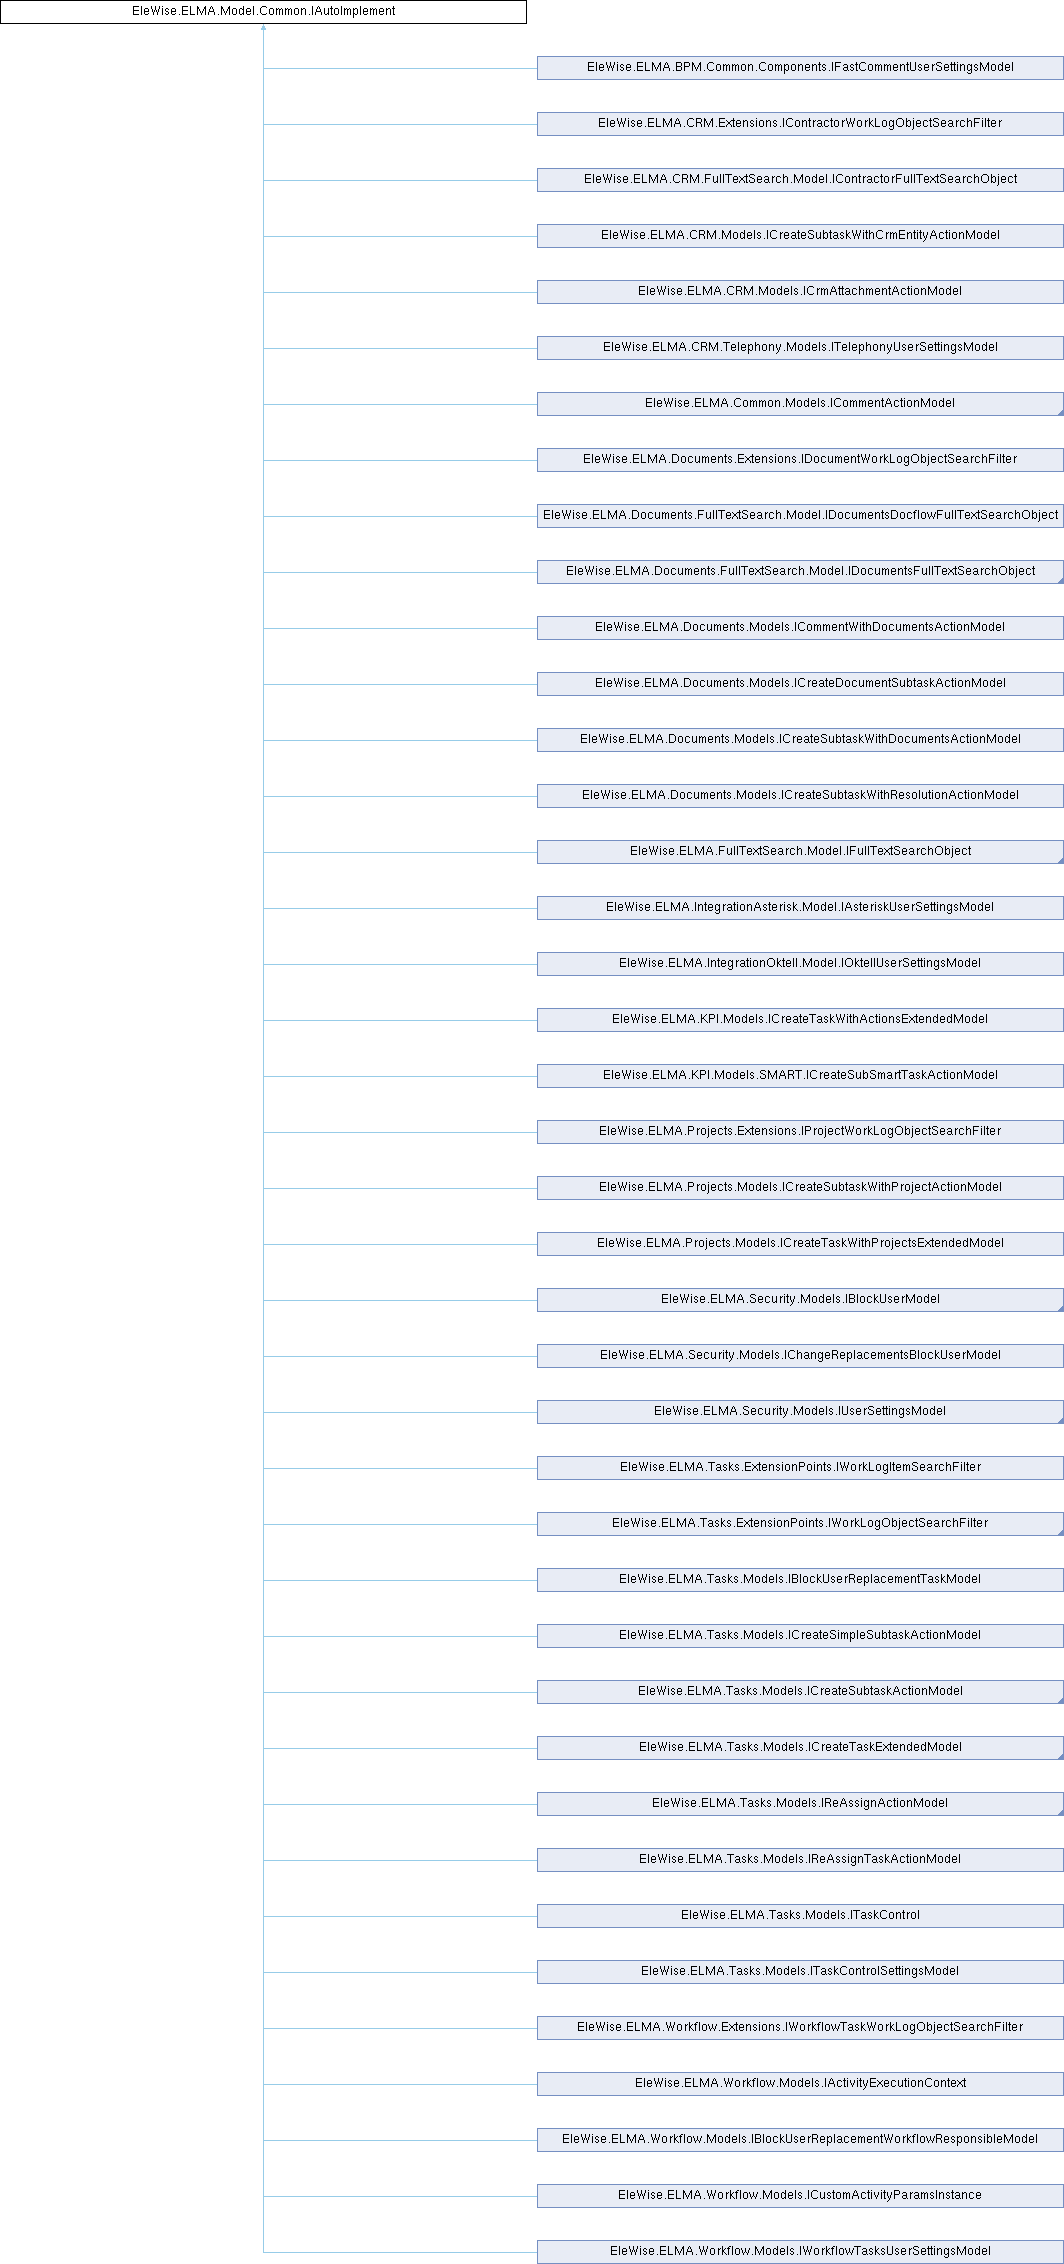 EleWise.ELMA.Model.Common.IAutoImplement
EleWise.ELMA.BPM.Common.Components.IFastCommentUserSettingsModel
EleWise.ELMA.CRM.Extensions.IContractorWorkLogObjectSearchFilter
EleWise.ELMA.CRM.FullTextSearch.Model.IContractorFullTextSearchObject
EleWise.ELMA.CRM.Models.ICreateSubtaskWithCrmEntityActionModel
EleWise.ELMA.CRM.Models.ICrmAttachmentActionModel
EleWise.ELMA.CRM.Telephony.Models.ITelephonyUserSettingsModel
EleWise.ELMA.Common.Models.ICommentActionModel
EleWise.ELMA.Documents.Extensions.IDocumentWorkLogObjectSearchFilter
EleWise.ELMA.Documents.FullTextSearch.Model.IDocumentsDocflowFullTextSearchObject
EleWise.ELMA.Documents.FullTextSearch.Model.IDocumentsFullTextSearchObject
EleWise.ELMA.Documents.Models.ICommentWithDocumentsActionModel
EleWise.ELMA.Documents.Models.ICreateDocumentSubtaskActionModel
EleWise.ELMA.Documents.Models.ICreateSubtaskWithDocumentsActionModel
EleWise.ELMA.Documents.Models.ICreateSubtaskWithResolutionActionModel
EleWise.ELMA.FullTextSearch.Model.IFullTextSearchObject
EleWise.ELMA.IntegrationAsterisk.Model.IAsteriskUserSettingsModel
EleWise.ELMA.IntegrationOktell.Model.IOktellUserSettingsModel
EleWise.ELMA.KPI.Models.ICreateTaskWithActionsExtendedModel
EleWise.ELMA.KPI.Models.SMART.ICreateSubSmartTaskActionModel
EleWise.ELMA.Projects.Extensions.IProjectWorkLogObjectSearchFilter
EleWise.ELMA.Projects.Models.ICreateSubtaskWithProjectActionModel
EleWise.ELMA.Projects.Models.ICreateTaskWithProjectsExtendedModel
EleWise.ELMA.Security.Models.IBlockUserModel
EleWise.ELMA.Security.Models.IChangeReplacementsBlockUserModel
EleWise.ELMA.Security.Models.IUserSettingsModel
EleWise.ELMA.Tasks.ExtensionPoints.IWorkLogItemSearchFilter
EleWise.ELMA.Tasks.ExtensionPoints.IWorkLogObjectSearchFilter
EleWise.ELMA.Tasks.Models.IBlockUserReplacementTaskModel
EleWise.ELMA.Tasks.Models.ICreateSimpleSubtaskActionModel
EleWise.ELMA.Tasks.Models.ICreateSubtaskActionModel
EleWise.ELMA.Tasks.Models.ICreateTaskExtendedModel
EleWise.ELMA.Tasks.Models.IReAssignActionModel
EleWise.ELMA.Tasks.Models.IReAssignTaskActionModel
EleWise.ELMA.Tasks.Models.ITaskControl
EleWise.ELMA.Tasks.Models.ITaskControlSettingsModel
EleWise.ELMA.Workflow.Extensions.IWorkflowTaskWorkLogObjectSearchFilter
EleWise.ELMA.Workflow.Models.IActivityExecutionContext
EleWise.ELMA.Workflow.Models.IBlockUserReplacementWorkflowResponsibleModel
EleWise.ELMA.Workflow.Models.ICustomActivityParamsInstance
EleWise.ELMA.Workflow.Models.IWorkflowTasksUserSettingsModel